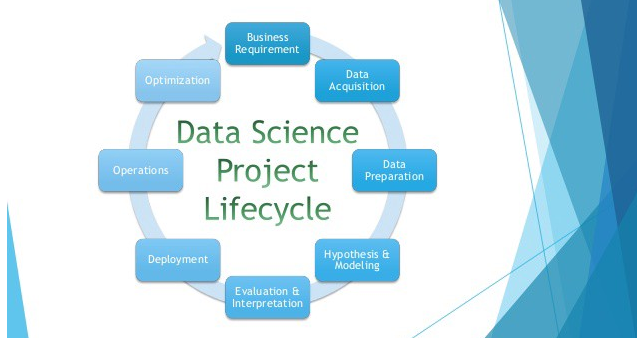 Business
Requirement
Data
Acquisition
Data
Preparation
Hypothesis &
Modeling
Evaluation &
Interpretation
Deployment
Operations
Optimization
Data Science
Project
Lifecycle